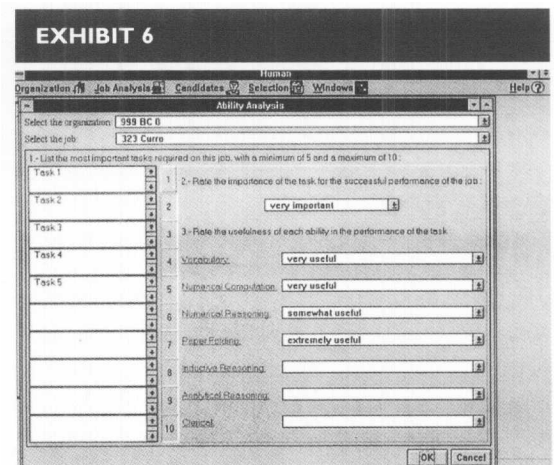 EXHIBIT 6
Human
Organization Job Analysis Candidates Selection Windows Help
Ability Analysis
Select the organization: 999 BC 0
Select the job: 323 Curro
1.- List the most important tasks required on this job, with a minimum of 5 and a maximum of 10 :
Task 1
Task 2
Task 3
Task 4
Task 5
1
2
3
4
5
6
7
8
9
10
2.- Rate the importance of the task for the successful performance of the job :
very important
3.- Rate the usefulness of each ability in the performance of the task
Vocabulary: very useful
Numerical Computation: very useful
Numerical Reasoning: somewhat useful
Paper Folding: extremely useful
Inductive Reasoning:
Analytical Reasoning:
Clerical:
OK Cancel